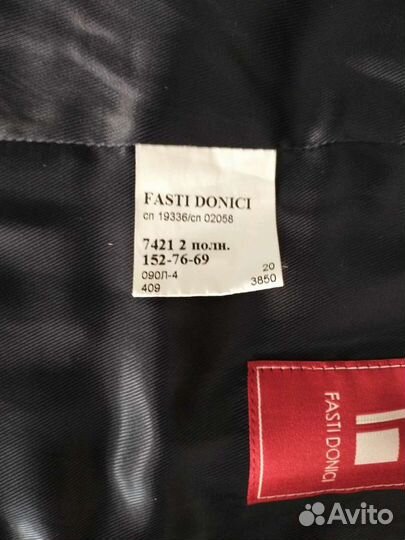 FASTI DONICI
сп 19336/сп 02058
7421 2 полн.
152-76-69
090Л-4 20
409 3850
FASTI DONICI
Avito